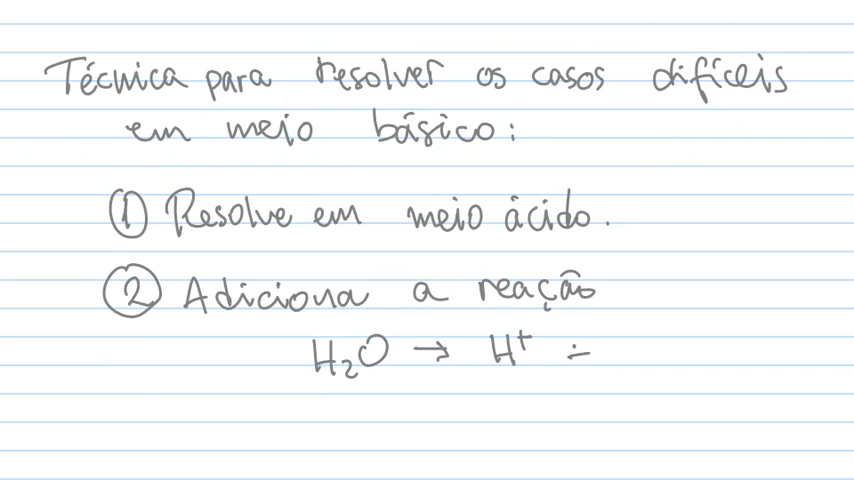 Técnica para resolver os casos difíceis
em meio básico:
① Resolve em meio ácido.
② Adiciona a reação
H₂O → H⁺